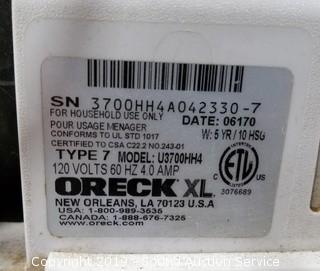 SN 3700HH4A042330-7
FOR HOUSEHOLD USE ONLY
DATE: 06170
POUR USAGE MENAGER
CONFORMS TO UL STD 1017
W: 5 YR / 10 HSG
CERTIFIED TO CSA C22.2 NO.243-01
TYPE 7 MODEL: U3700HH4
120 VOLTS 60 HZ 4.0 AMP
ETL
3076689
ORECK XL
NEW ORLEANS, LA 70123 U.S.A
USA: 1-800-989-3535
CANADA: 1-888-676-7325
www.oreck.com
Auction Service